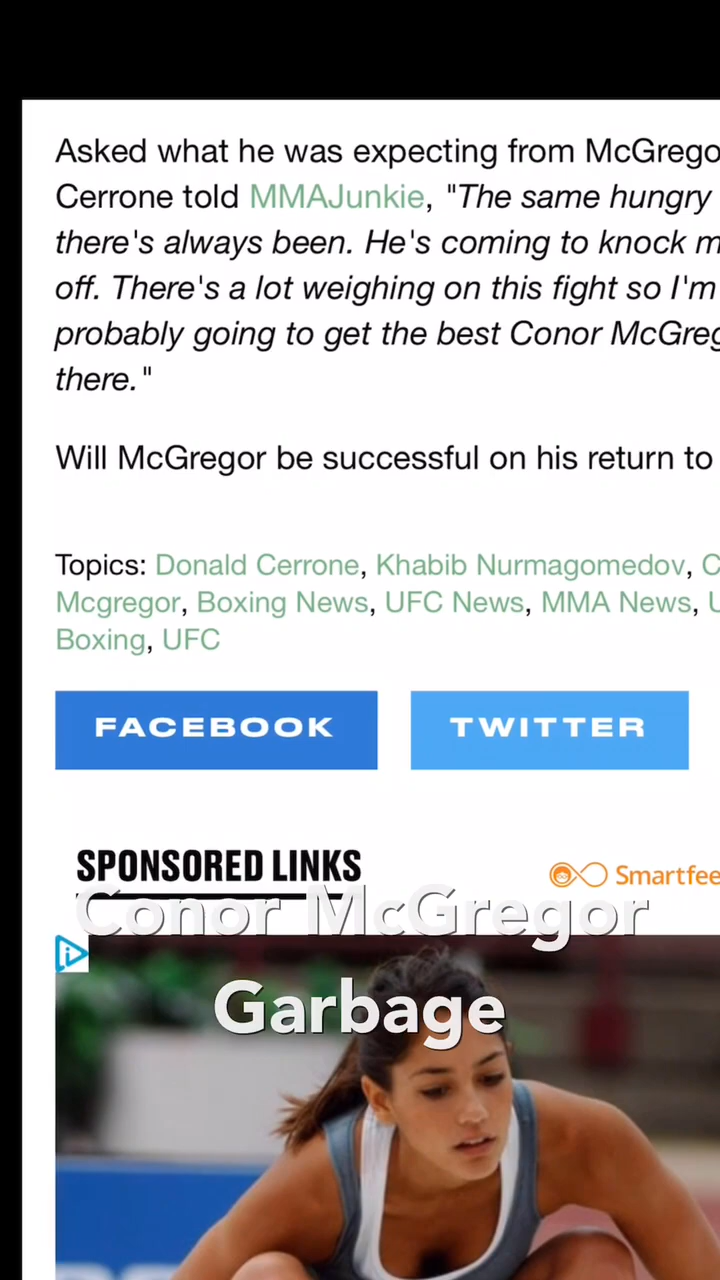 Asked what he was expecting from McGrego
Cerrone told MMAJunkie, "The same hungry
there's always been. He's coming to knock m
off. There's a lot weighing on this fight so I'm
probably going to get the best Conor McGreg
there."
Will McGregor be successful on his return to
Topics: Donald Cerrone, Khabib Nurmagomedov, C
Mcgregor, Boxing News, UFC News, MMA News, U
Boxing, UFC
FACEBOOK TWITTER
SPONSORED LINKS Smartfee
Conor McGregor
Garbage